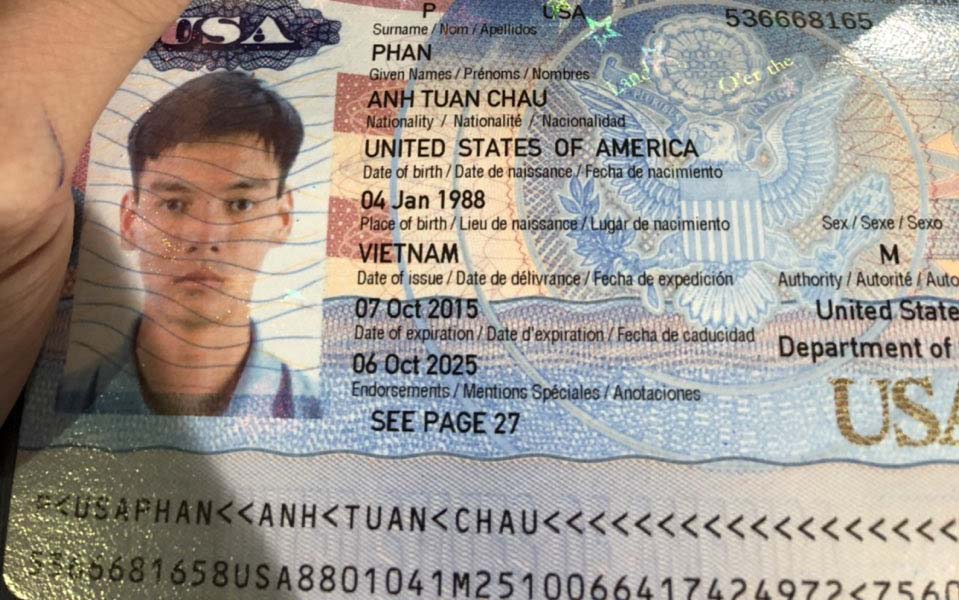 USA
P USA 536668165
Surname / Nom / Apellidos
PHAN
Given Names / Prénoms / Nombres
ANH TUAN CHAU
Nationality / Nationalité / Nacionalidad
UNITED STATES OF AMERICA
Date of birth / Date de naissance / Fecha de nacimiento
04 Jan 1988
Place of birth / Lieu de naissance / Lugar de nacimiento Sex / Sexe / Sexo
VIETNAM M
Date of issue / Date de délivrance / Fecha de expedición Authority / Autorité / Auto
07 Oct 2015 United State
Date of expiration / Date d'expiration / Fecha de caducidad
06 Oct 2025 Department of
Endorsements / Mentions Spéciales / Anotaciones
SEE PAGE 27
USA
Land
O'er the
P<USAPHAN<<ANH<TUAN<CHAU<<<<<<<<<<<<<<<<<<<
5366681658USA8801041M2510066417424972<7560